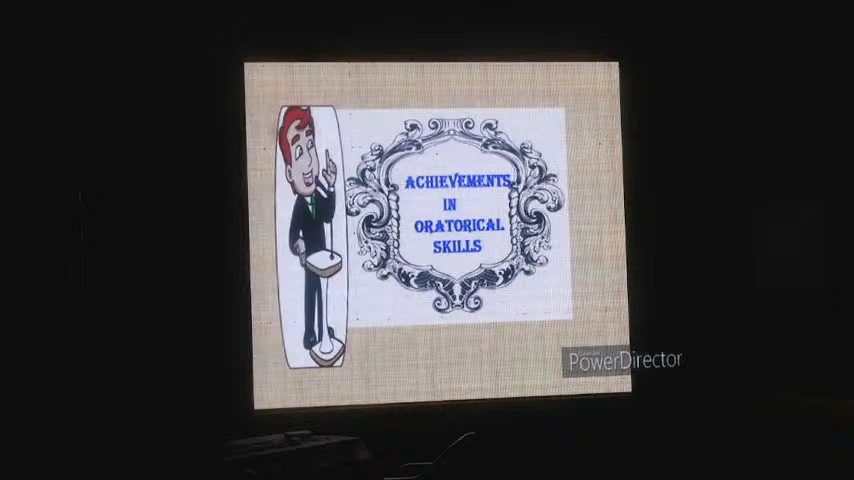 ACHIEVEMENTS
IN
ORATORICAL
SKILLS
PowerDirector